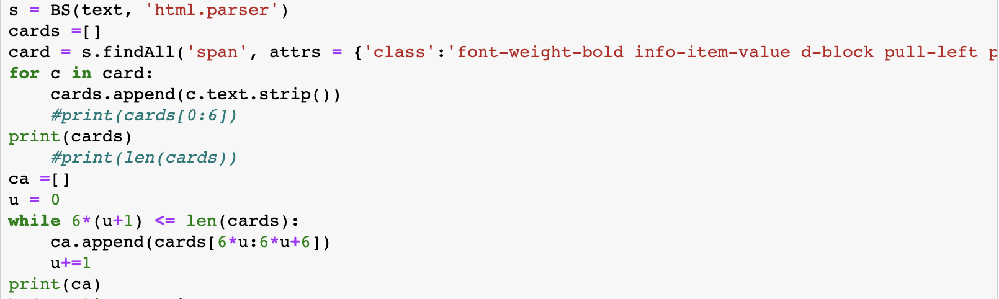 s = BS(text, 'html.parser')
cards =[]
card = s.findAll('span', attrs = {'class':'font-weight-bold info-item-value d-block pull-left
for c in card:
    cards.append(c.text.strip())
    #print(cards[0:6])
print(cards)
    #print(len(cards))
ca =[]
u = 0
while 6*(u+1) <= len(cards):
    ca.append(cards[6*u:6*u+6])
    u+=1
print(ca)